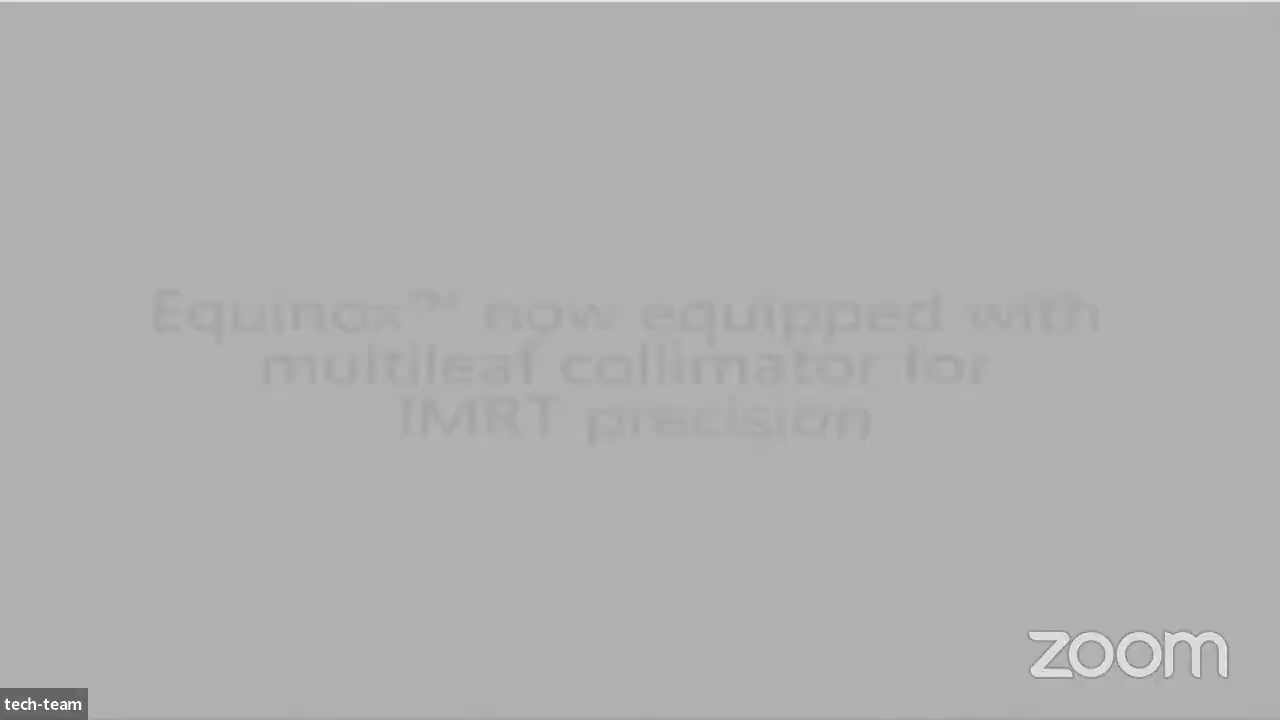 Equinox™ now equipped with
multileaf collimator for
IMRT precision
zoom
tech-team